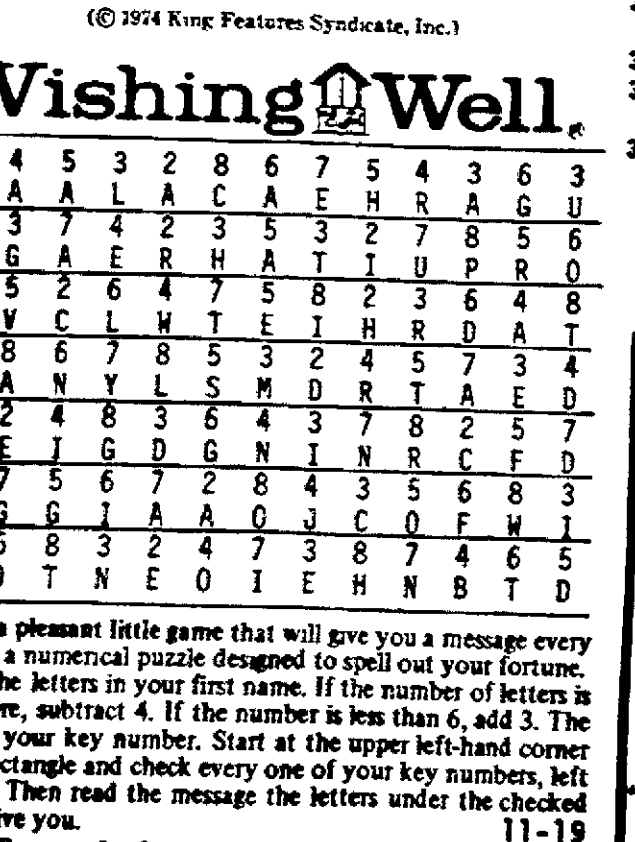 (© 1974 King Features Syndicate, Inc.)
Wishing Well.
4 5 3 2 8 6 7 5 4 3 6 3
A A L A C A E H R A G U
3 7 4 2 3 5 3 2 7 8 5 6
G A E R H A T I U P R O
5 2 6 4 7 5 8 2 3 6 4 8
V C L W T E I H R D A T
8 6 7 8 5 3 2 4 5 7 3 4
A N Y L S M D R T A E D
2 4 8 3 6 4 3 7 8 2 5 7
E I G D G N I N R C F D
7 5 6 7 2 8 4 3 5 6 8 3
G G I A A O J C O F W I
8 3 2 4 7 3 8 7 4 6 5
T N E O I E H N B T D
a pleasant little game that will give you a message every
a numerical puzzle designed to spell out your fortune.
the letters in your first name. If the number of letters is
subtract 4. If the number is less than 6, add 3. The
your key number. Start at the upper left-hand corner
and check every one of your key numbers, left
Then read the message the letters under the checked
give you.
11-19